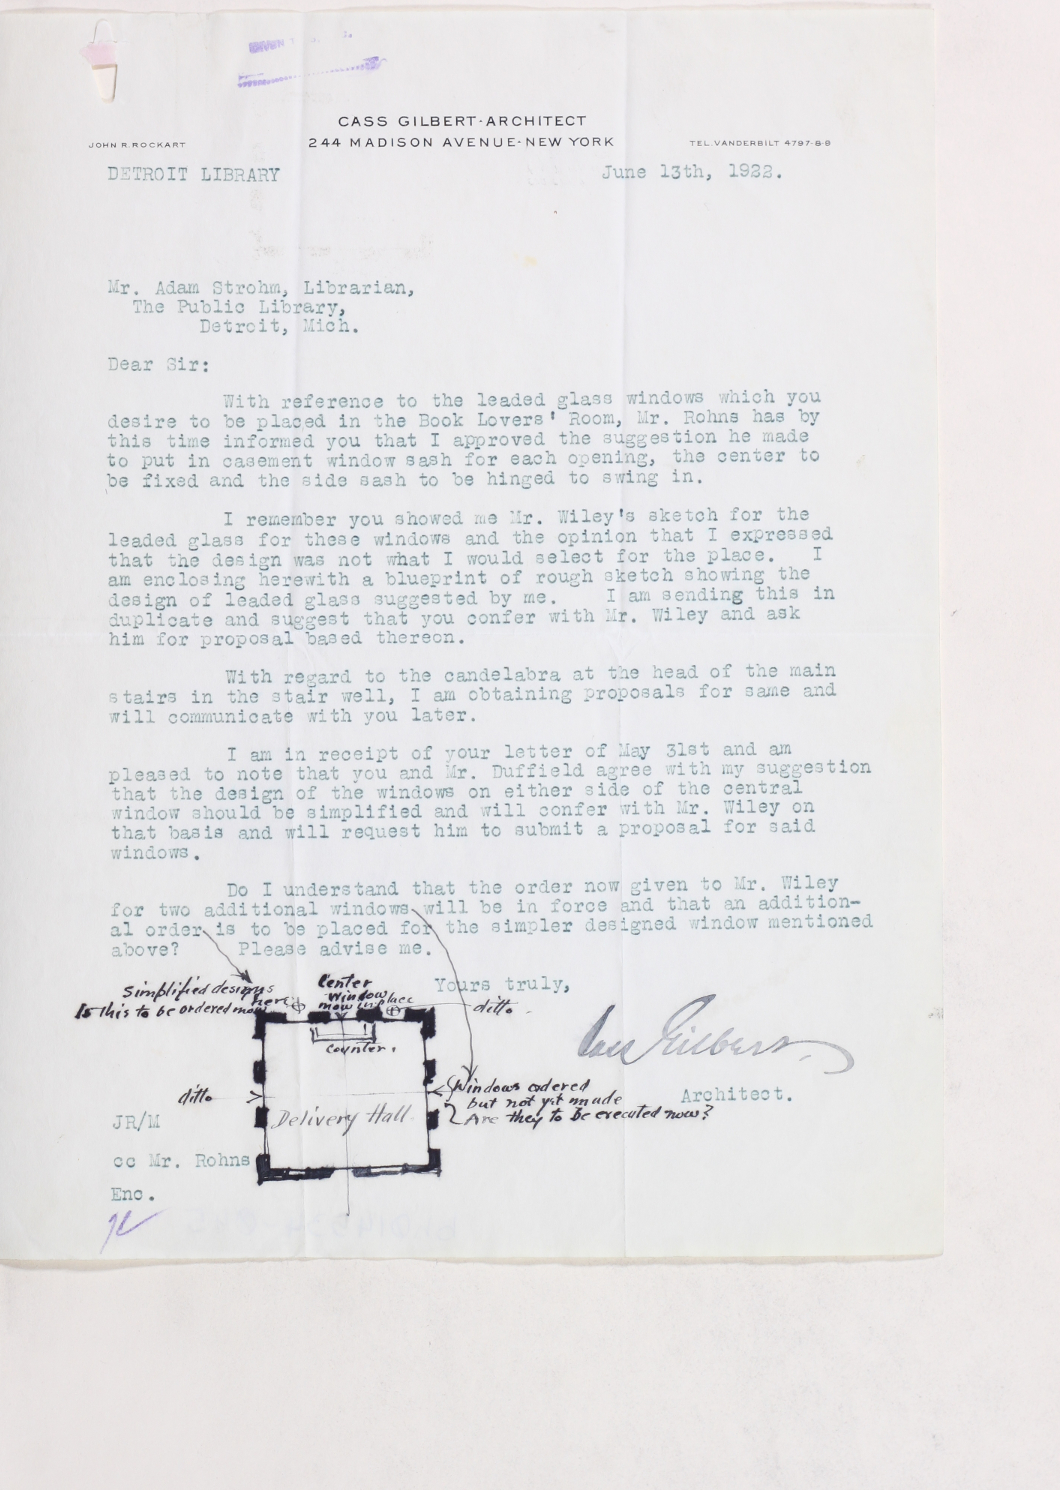 CASS GILBERT-ARCHITECT
244 MADISON AVENUE-NEW YORK
JOHN R. ROCKART
TEL. VANDERBILT 4797-8-9
DETROIT LIBRARY
June 13th, 1922.
Mr. Adam Strohm, Librarian,
The Public Library,
Detroit, Mich.
Dear Sir:
With reference to the leaded glass windows which you
desire to be placed in the Book Lovers' Room, Mr. Rohns has by
this time informed you that I approved the suggestion he made
to put in casement window sash for each opening, the center to
be fixed and the side sash to be hinged to swing in.
I remember you showed me Mr. Wiley's sketch for the
leaded glass for these windows and the opinion that I expressed
that the design was not what I would select for the place. I
am enclosing herewith a blueprint of rough sketch showing the
design of leaded glass suggested by me. I am sending this in
duplicate and suggest that you confer with Mr. Wiley and ask
him for proposal based thereon.
With regard to the candelabra at the head of the main
stairs in the stair well, I am obtaining proposals for same and
will communicate with you later.
I am in receipt of your letter of May 31st and am
pleased to note that you and Mr. Duffield agree with my suggestion
that the design of the windows on either side of the central
window should be simplified and will confer with Mr. Wiley on
that basis and will request him to submit a proposal for said
windows.
Do I understand that the order now given to Mr. Wiley
for two additional windows will be in force and that an addition-
al order is to be placed for the simpler designed window mentioned
above? Please advise me.
Yours truly,
Simplified designs
here
Is this to be ordered now
Center
Window
now in place
ditto
counter.
Cass Gilbert
Architect.
ditto
Windows ordered
but not yet made
Are they to be executed now?
Delivery Hall
JR/M
cc Mr. Rohns
Enc.